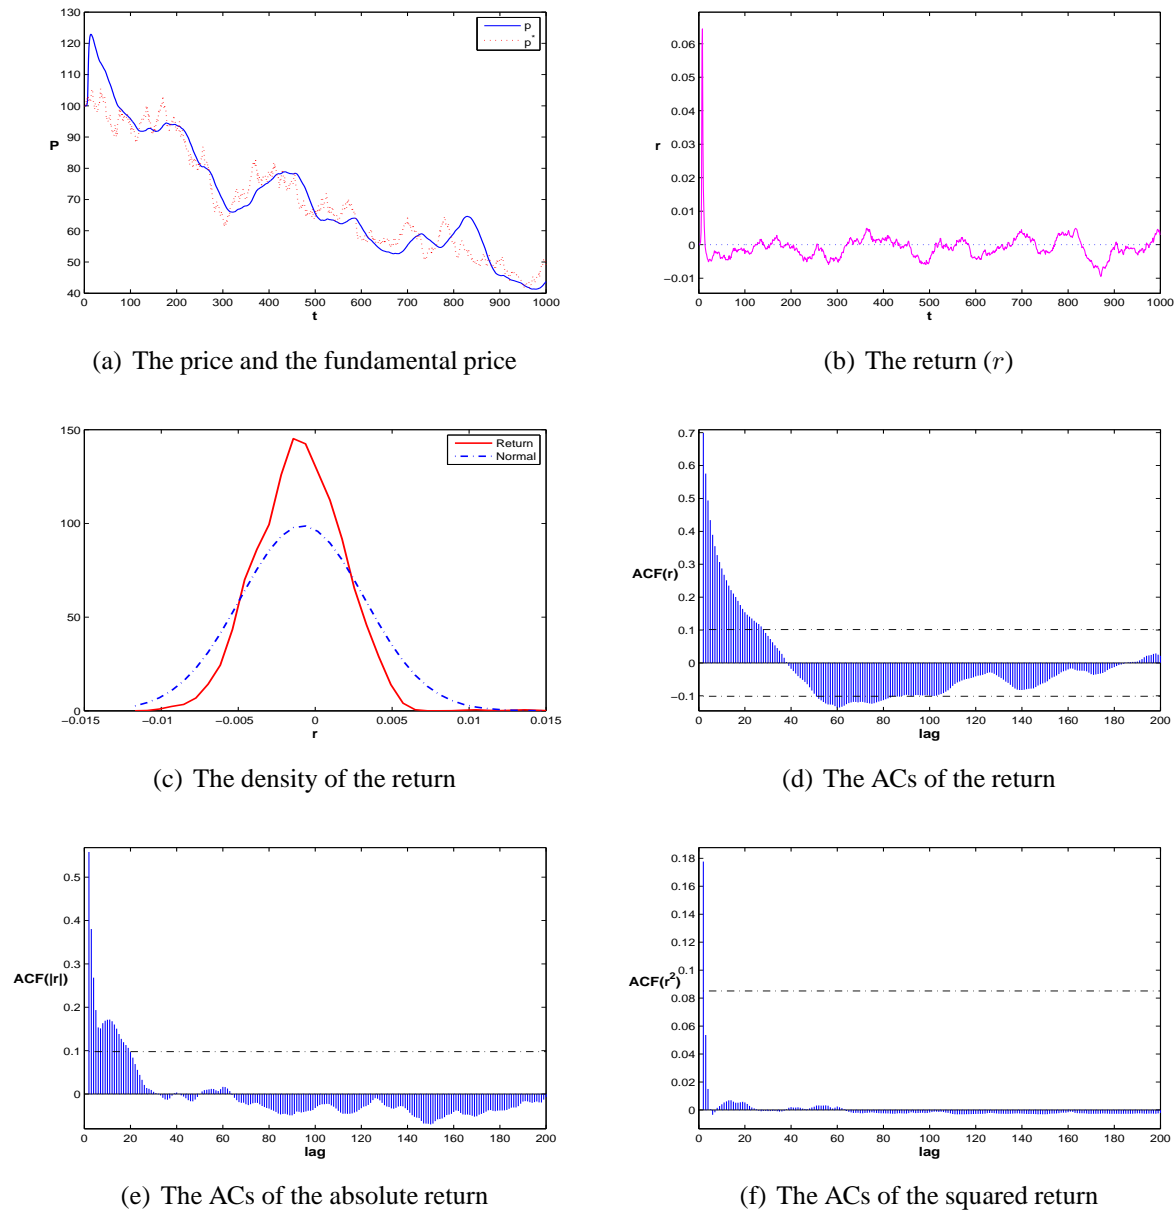 130
120
110
100
90
80
70
60
50
40
P
0 100 200 300 400 500 600 700 800 900 1000
t
p
p*
(a) The price and the fundamental price
0.06
0.05
0.04
0.03
0.02
0.01
0
−0.01
r
0 100 200 300 400 500 600 700 800 900 1000
t
(b) The return (r)
150
100
50
0
−0.015 −0.01 −0.005 0 0.005 0.01 0.015
r
Return
Normal
(c) The density of the return
0.7
0.6
0.5
0.4
0.3
0.2
0.1
0
−0.1
ACF(r)
0 20 40 60 80 100 120 140 160 180 200
lag
(d) The ACs of the return
0.5
0.4
0.3
0.2
0.1
0
ACF(|r|)
0 20 40 60 80 100 120 140 160 180 200
lag
(e) The ACs of the absolute return
0.18
0.16
0.14
0.12
0.1
0.08
0.06
0.04
0.02
0
ACF(r²)
0 20 40 60 80 100 120 140 160 180 200
lag
(f) The ACs of the squared return